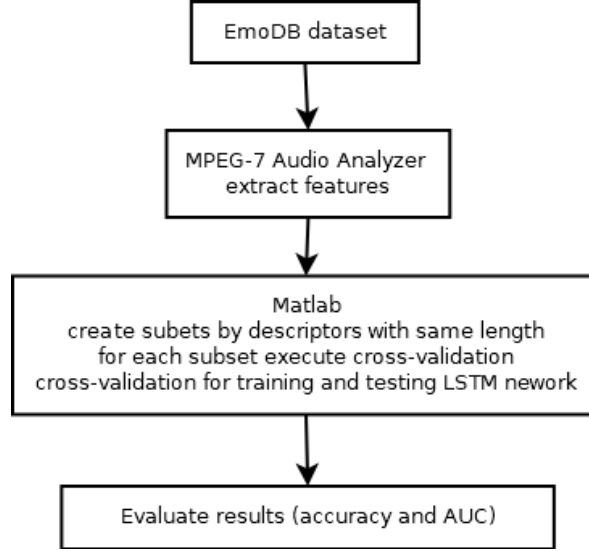 EmoDB dataset
MPEG-7 Audio Analyzer
extract features
Matlab
create subets by descriptors with same length
for each subset execute cross-validation
cross-validation for training and testing LSTM nework
Evaluate results (accuracy and AUC)